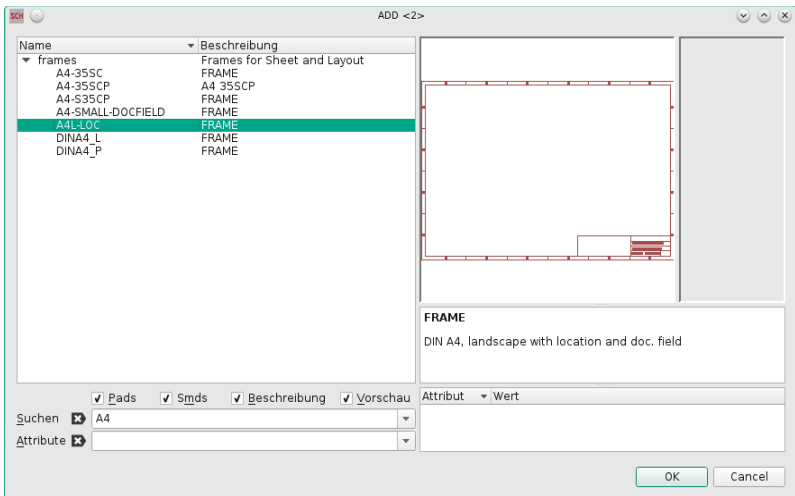 SCH
ADD <2>
Name Beschreibung
frames Frames for Sheet and Layout
A4-35SC FRAME
A4-35SCP A4 35SCP
A4-S35CP FRAME
A4-SMALL-DOCFIELD FRAME
A4L-LOC FRAME
DINA4_L FRAME
DINA4_P FRAME
FRAME
DIN A4, landscape with location and doc. field
Pads Smds Beschreibung Vorschau
Attribut Wert
Suchen A4
Attribute
OK Cancel